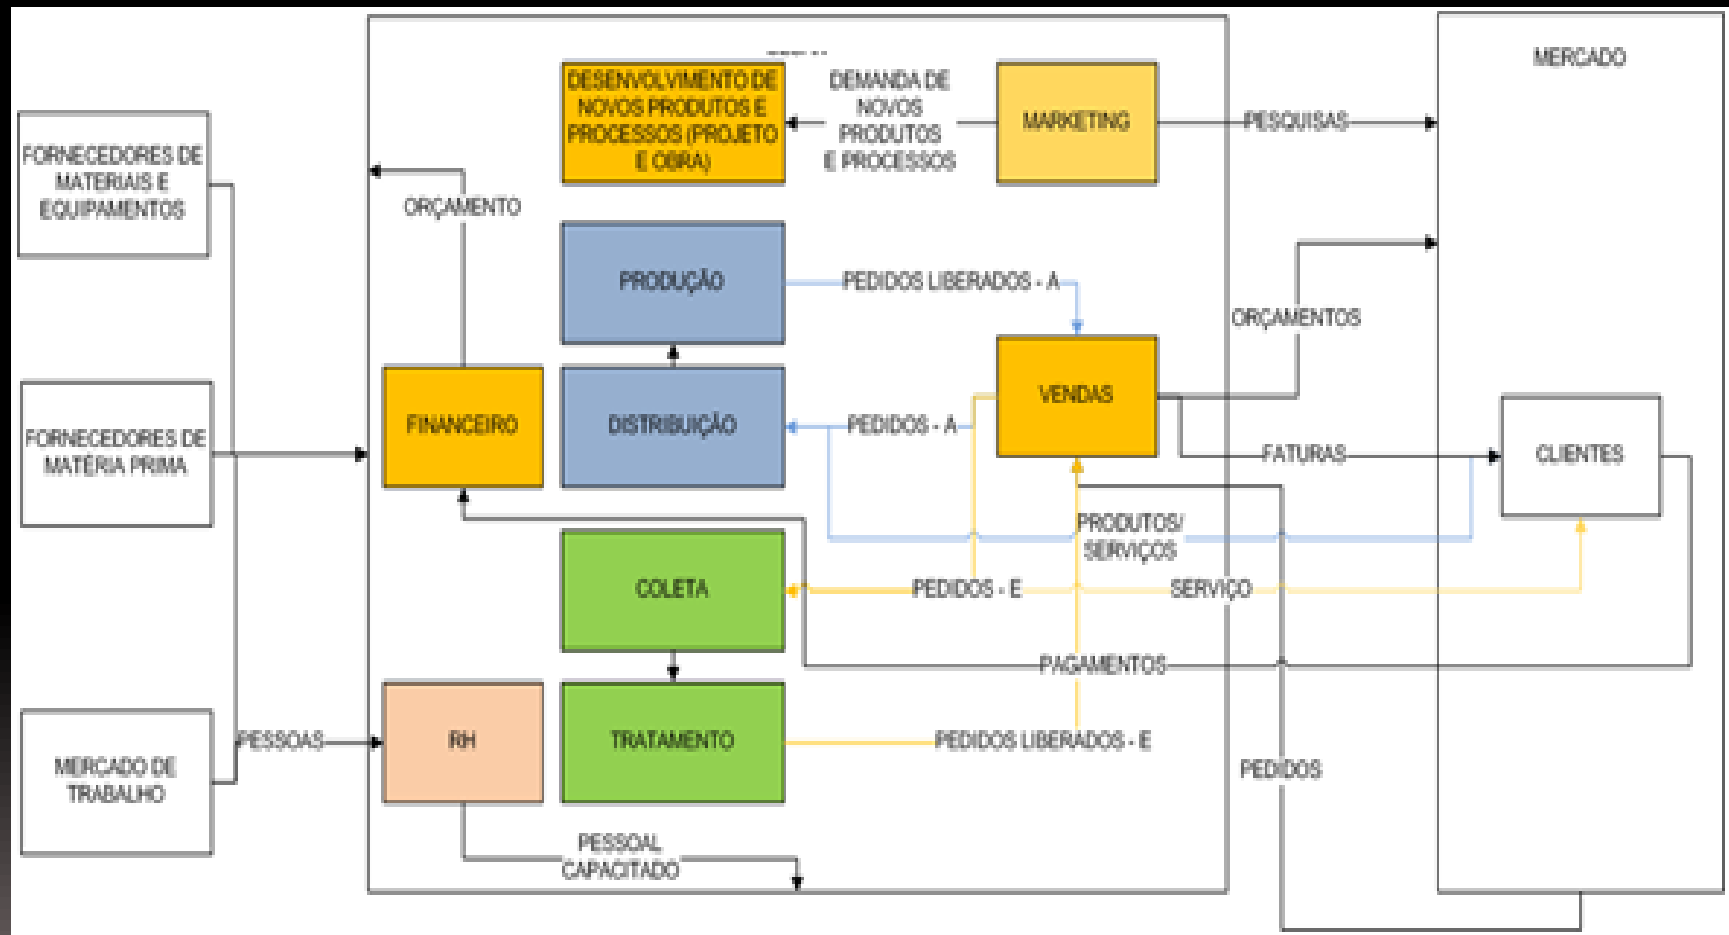 MERCADO
DESENVOLVIMENTO DE
NOVOS PRODUTOS E
PROCESSOS (PROJETO
E OBRA)
DEMANDA DE
NOVOS
PRODUTOS
E PROCESSOS
MARKETING
PESQUISAS
FORNECEDORES DE
MATERIAIS E
EQUIPAMENTOS
ORÇAMENTO
PRODUÇÃO
PEDIDOS LIBERADOS - A
ORÇAMENTOS
FINANCEIRO
DISTRIBUIÇÃO
PEDIDOS - A
VENDAS
FORNECEDORES DE
MATÉRIA PRIMA
FATURAS
CLIENTES
PRODUTOS/
SERVIÇOS
COLETA
PEDIDOS - E
SERVIÇO
PAGAMENTOS
PESSOAS
RH
TRATAMENTO
PEDIDOS LIBERADOS - E
PEDIDOS
MERCADO DE
TRABALHO
PESSOAL
CAPACITADO